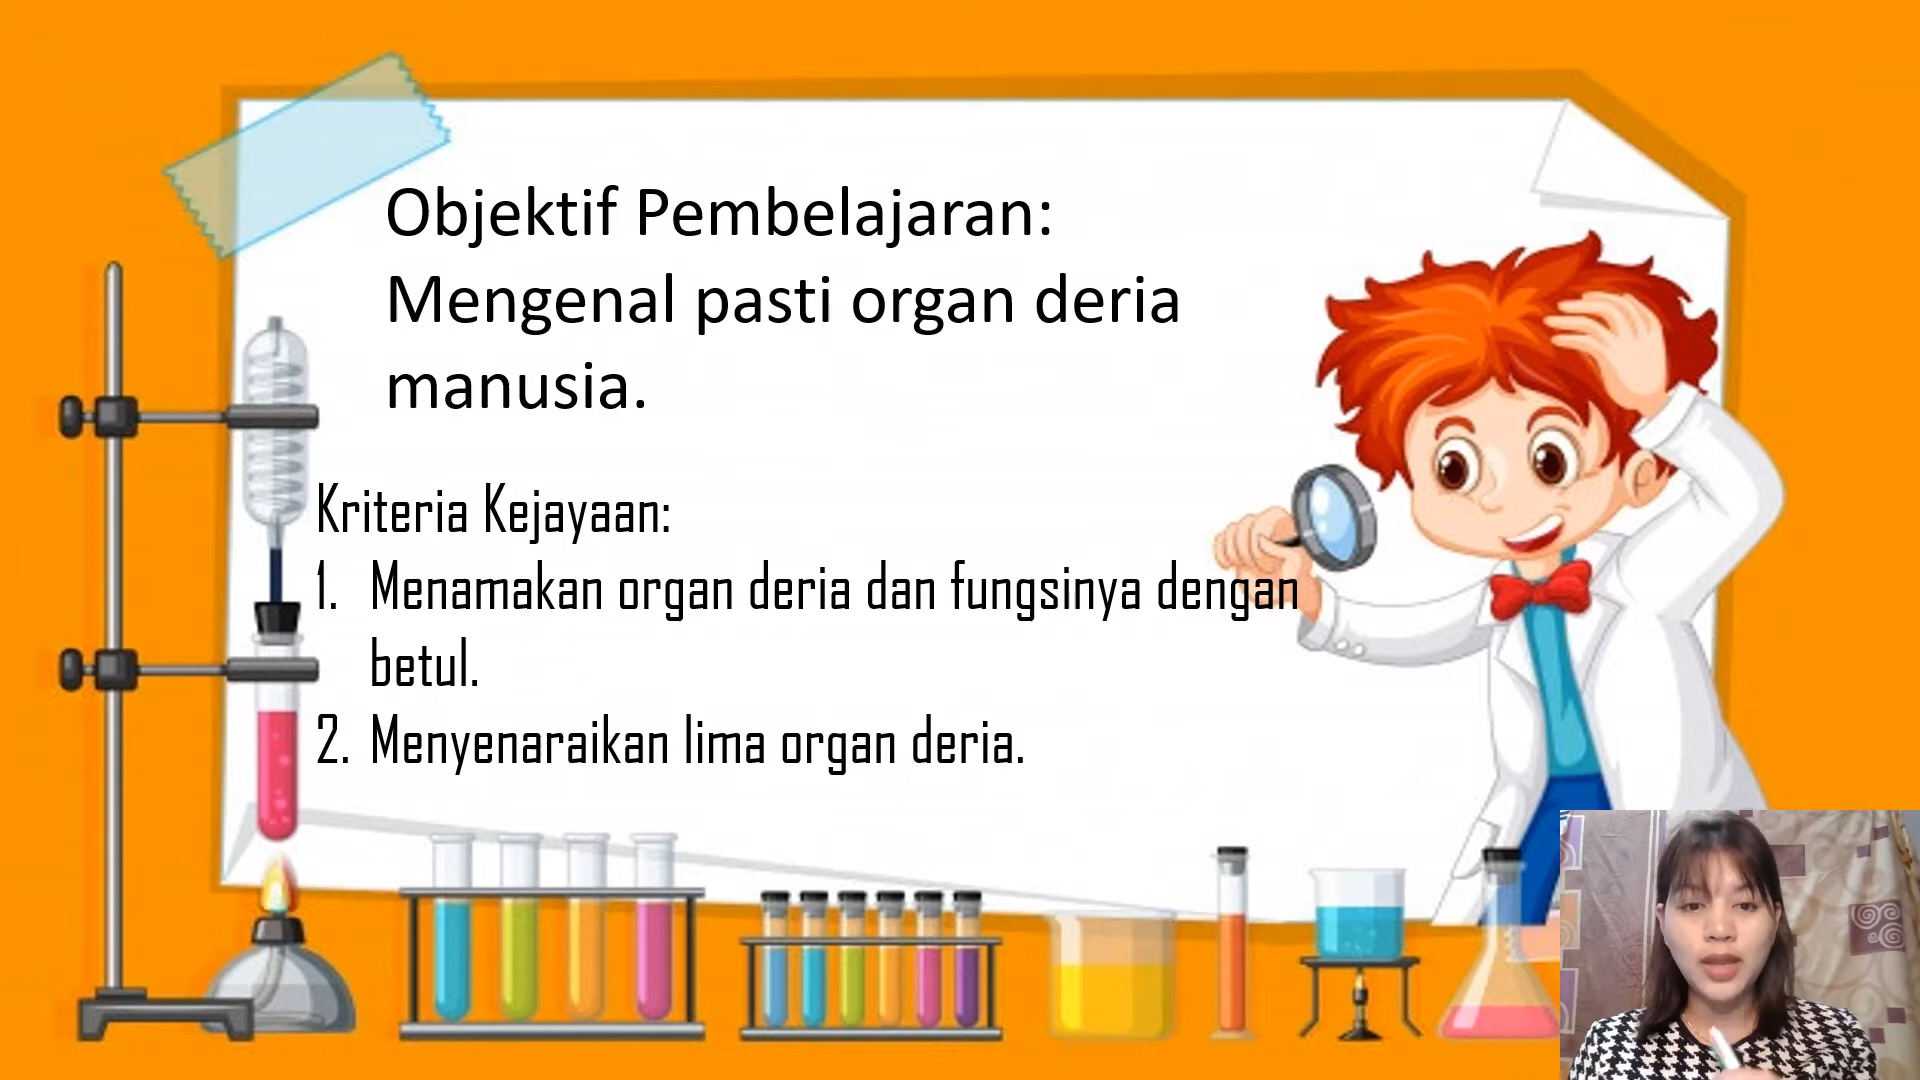 Objektif Pembelajaran:
Mengenal pasti organ deria
manusia.
Kriteria Kejayaan:
1. Menamakan organ deria dan fungsinya dengan
betul.
2. Menyenaraikan lima organ deria.